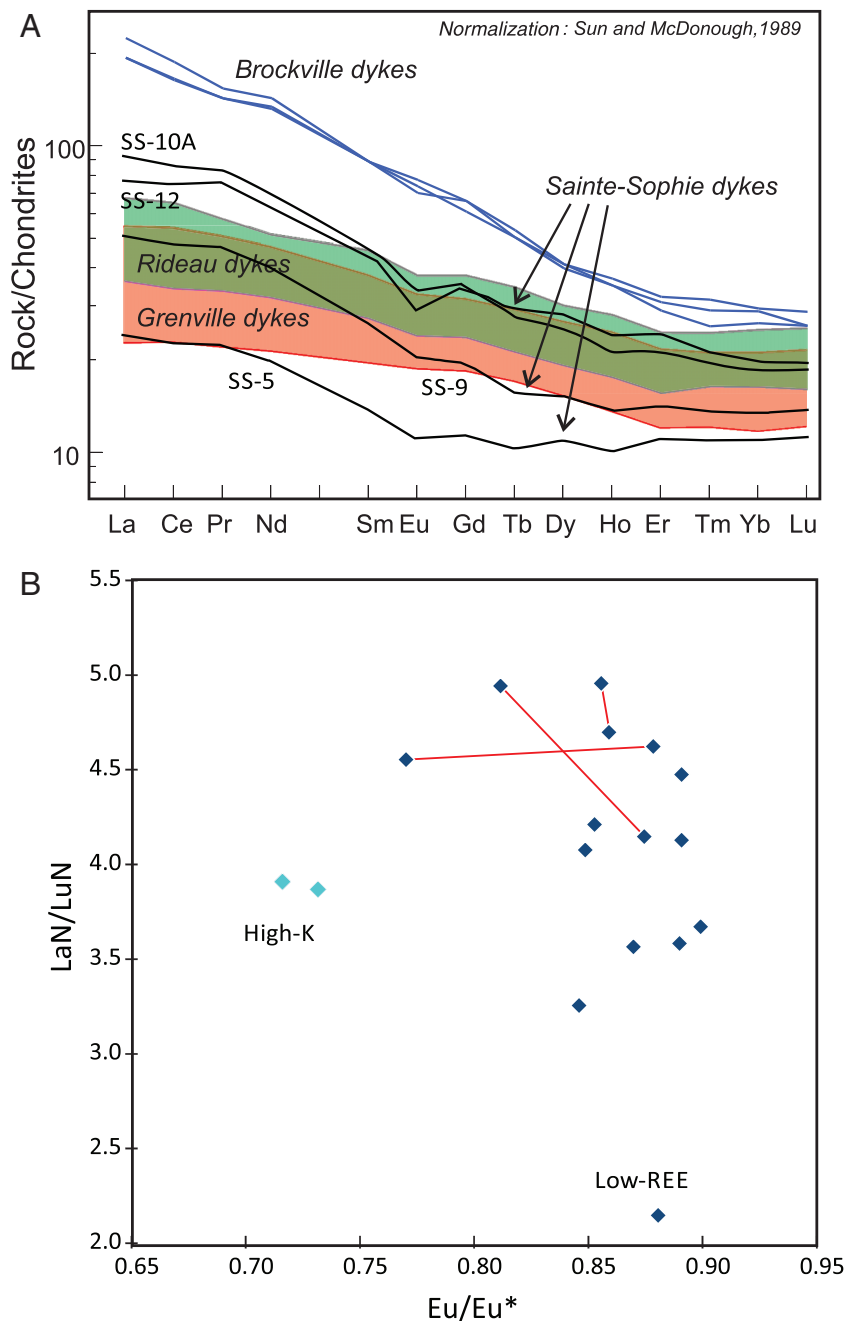 A
Normalization: Sun and McDonough,1989
Brockville dykes
Rock/Chondrites
100
SS-10A
Sainte-Sophie dykes
SS-12
Rideau dykes
Grenville dykes
SS-5
SS-9
10
La Ce Pr Nd Sm Eu Gd Tb Dy Ho Er Tm Yb Lu
B
5.5
5.0
4.5
4.0
High-K
LaN/LuN
3.5
3.0
2.5
Low-REE
2.0
0.65 0.70 0.75 0.80 0.85 0.90 0.95
Eu/Eu*